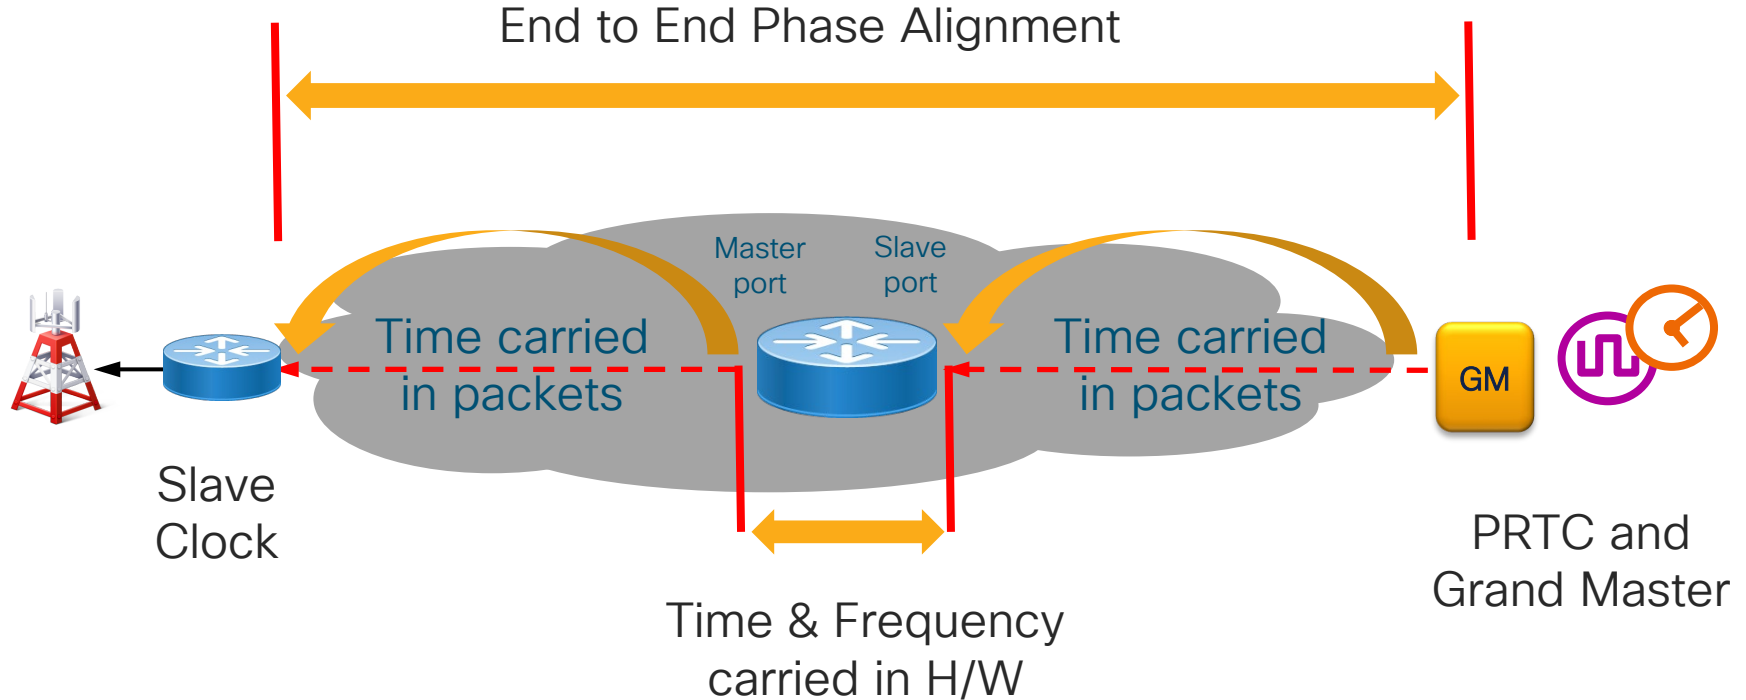 End to End Phase Alignment
Master
port
Slave
port
Time carried
in packets
Time carried
in packets
GM
Slave
Clock
PRTC and
Grand Master
Time & Frequency
carried in H/W